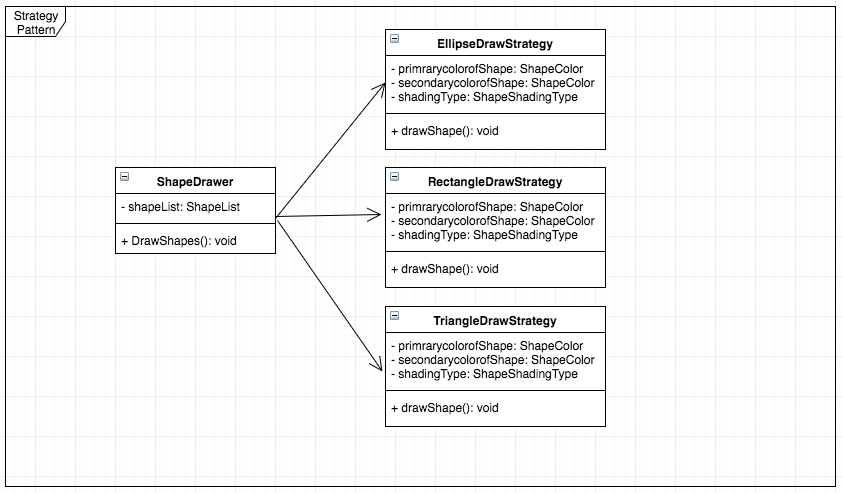 Strategy
Pattern
EllipseDrawStrategy
- primrarycolorofShape: ShapeColor
- secondarycolorofShape: ShapeColor
- shadingType: ShapeShadingType
+ drawShape(): void
ShapeDrawer
- shapeList: ShapeList
+ DrawShapes(): void
RectangleDrawStrategy
- primrarycolorofShape: ShapeColor
- secondarycolorofShape: ShapeColor
- shadingType: ShapeShadingType
+ drawShape(): void
TriangleDrawStrategy
- primrarycolorofShape: ShapeColor
- secondarycolorofShape: ShapeColor
- shadingType: ShapeShadingType
+ drawShape(): void